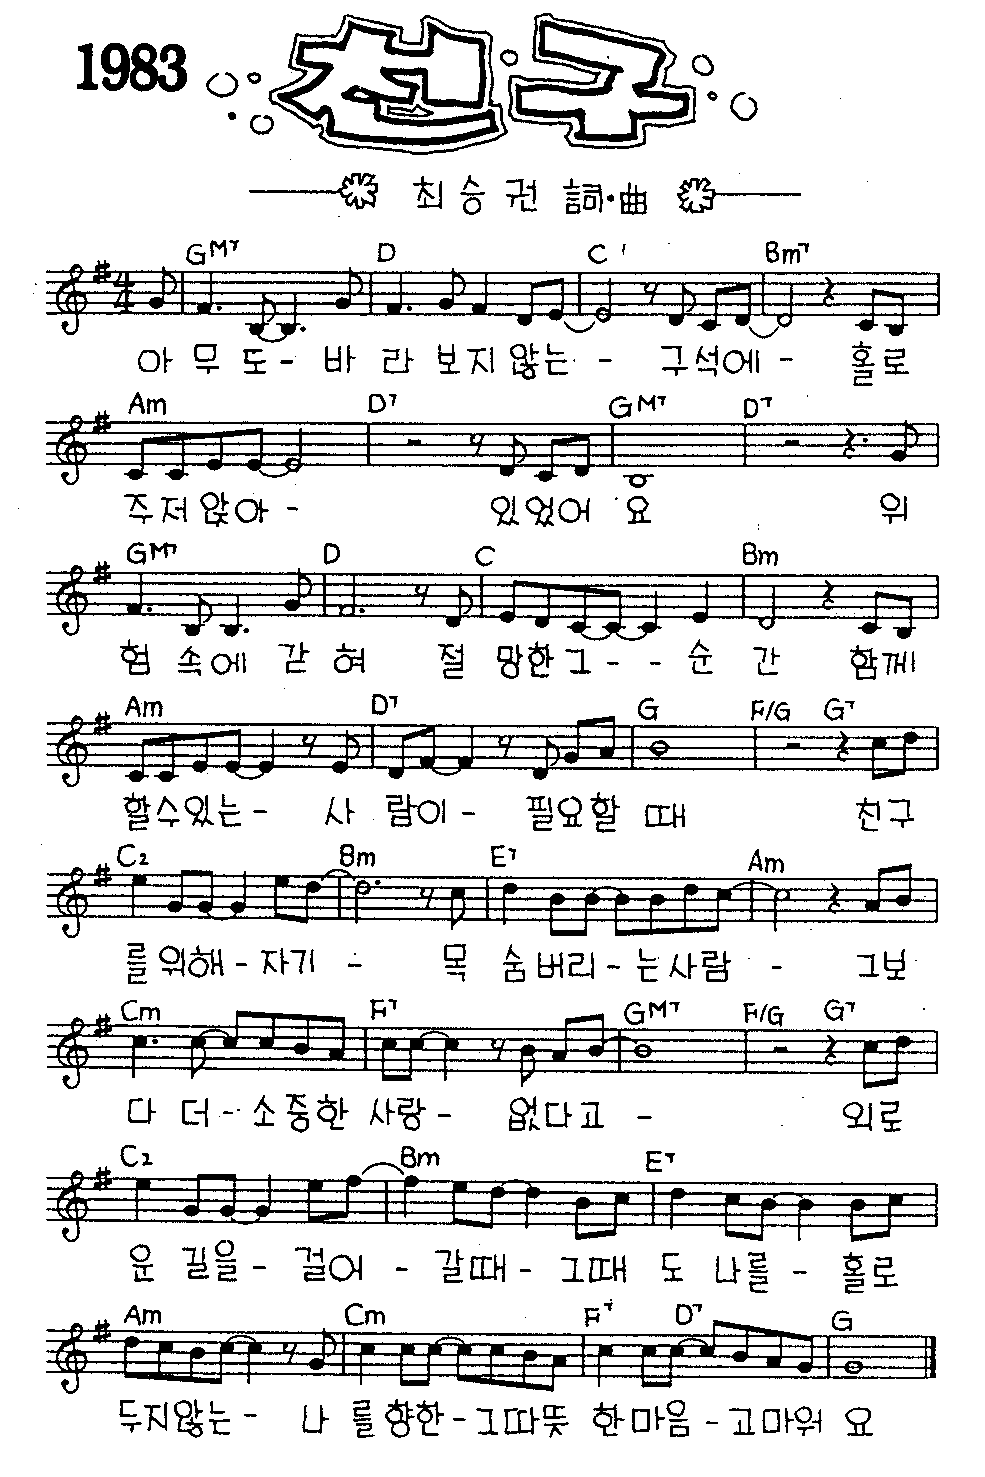 1983 친구
최승권 詞·曲
GM7 D C Bm7
4 4
아 무 도- 바 라 보지 않는 - 구석에 - 홀로
Am D7 GM7 D7
주저 앉아 - 있었어 요 위
GM7 D C Bm
험 속에 갇 혀 절 망한 그- - - 순 간 함께
Am D7 G F/G G7
할수있는 - 사 람이 - 필요할 때 친구
C2 Bm E7 Am
를 위해 - 자기 - 목 숨버리 - 는사람 - 그보
Cm F7 GM7 F/G G7
다 더 - - 소중한 사랑 - 없다고 - 외로
C2 Bm E7
운 길을 - 걸어 - 갈때 - 그때 도 나를 - 홀로
Am Cm F7 D7 G
두지않는 - 나 를향한 - 그따뜻 한마음 - 고마워 요